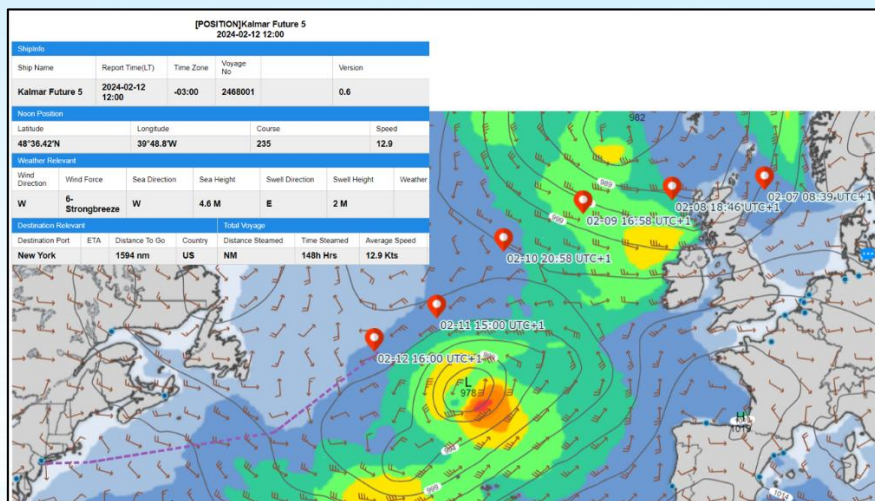 [POSITION]Kalmar Future 5
2024-02-12 12:00
ShipInfo
Ship Name Report Time(LT) Time Zone Voyage No Version
Kalmar Future 5 2024-02-12 12:00 -03:00 2468001 0.6
Noon Position
Latitude Longitude Course Speed
48°36.42'N 39°48.8'W 235 12.9
Weather Relevant
Wind Direction Wind Force Sea Direction Sea Height Swell Direction Swell Height Weather
W 6-Strongbreeze W 4.6 M E 2 M
Destination Relevant Total Voyage
Destination Port ETA Distance To Go Country Distance Steamed Time Steamed Average Speed
New York 1594 nm US NM 148h Hrs 12.9 Kts
982
989
02-07 08:39 UTC+1
02-08 18:46 UTC+1
999
02-09 16:58 UTC+1
02-10 20:58 UTC+1
02-11 15:00 UTC+1
02-12 16:00 UTC+1
L
978
H
1019
994
999
1014